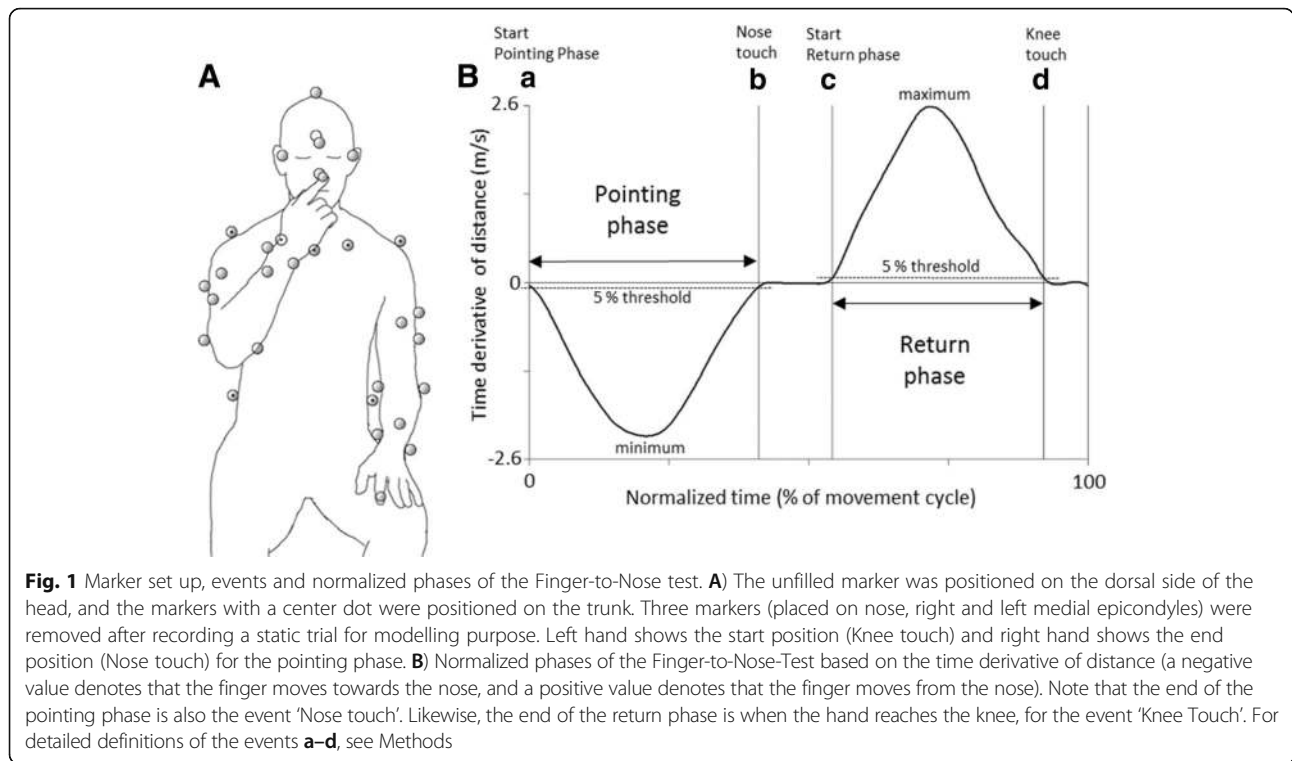 A
B
Start
Pointing Phase
a
Nose
touch
b
Start
Return phase
c
Knee
touch
d
2.6
0
-2.6
Time derivative of distance (m/s)
Pointing
phase
5 % threshold
minimum
maximum
5 % threshold
Return
phase
0
100
Normalized time (% of movement cycle)
Fig. 1 Marker set up, events and normalized phases of the Finger-to-Nose test. A) The unfilled marker was positioned on the dorsal side of the
head, and the markers with a center dot were positioned on the trunk. Three markers (placed on nose, right and left medial epicondyles) were
removed after recording a static trial for modelling purpose. Left hand shows the start position (Knee touch) and right hand shows the end
position (Nose touch) for the pointing phase. B) Normalized phases of the Finger-to-Nose-Test based on the time derivative of distance (a negative
value denotes that the finger moves towards the nose, and a positive value denotes that the finger moves from the nose). Note that the end of the
pointing phase is also the event ‘Nose touch’. Likewise, the end of the return phase is when the hand reaches the knee, for the event ‘Knee Touch’. For
detailed definitions of the events a–d, see Methods